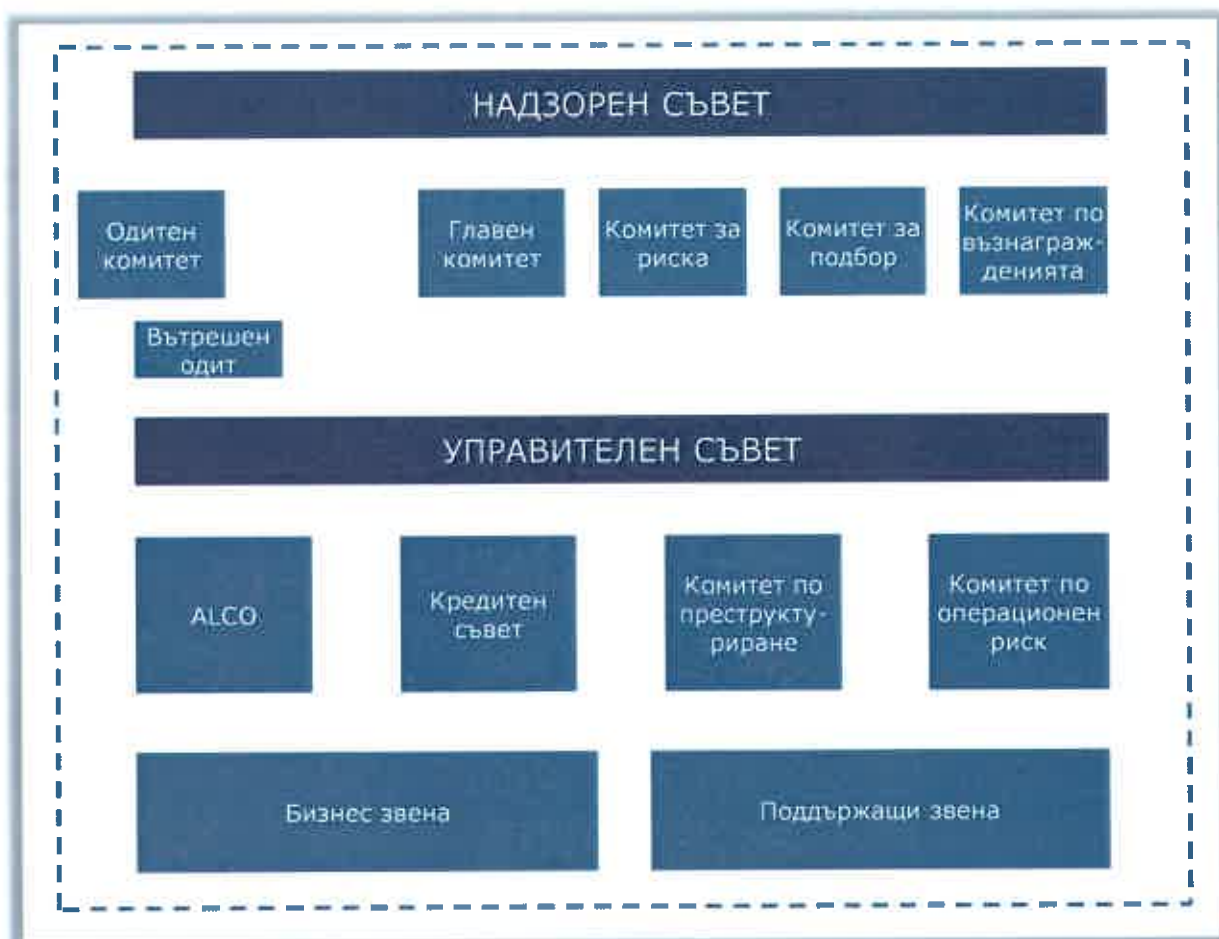 НАДЗОРЕН СЪВЕТ
Одитен
комитет
Главен
комитет
Комитет за
риска
Комитет за
подбор
Комитет по
възнаграж-
денията
Вътрешен
одит
УПРАВИТЕЛЕН СЪВЕТ
ALCO
Кредитен
съвет
Комитет по
преструкту-
риране
Комитет по
операционен
риск
Бизнес звена
Поддържащи звена